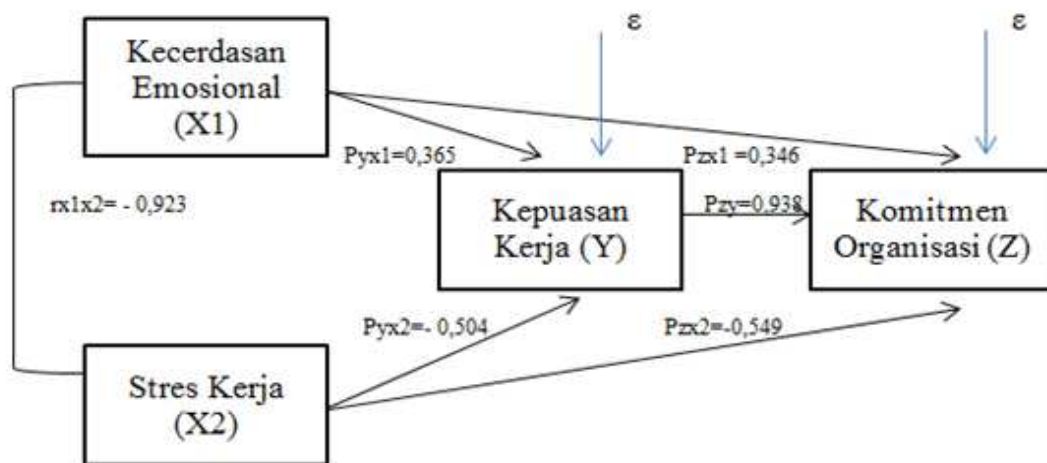 ε
ε
Kecerdasan
Emosional
(X1)
Pyx1=0,365
Pzx1 =0,346
rx1x2= - 0,923
Kepuasan
Kerja (Y)
Pzy=0.938
Komitmen
Organisasi (Z)
Pyx2=- 0,504
Pzx2=-0,549
Stres Kerja
(X2)